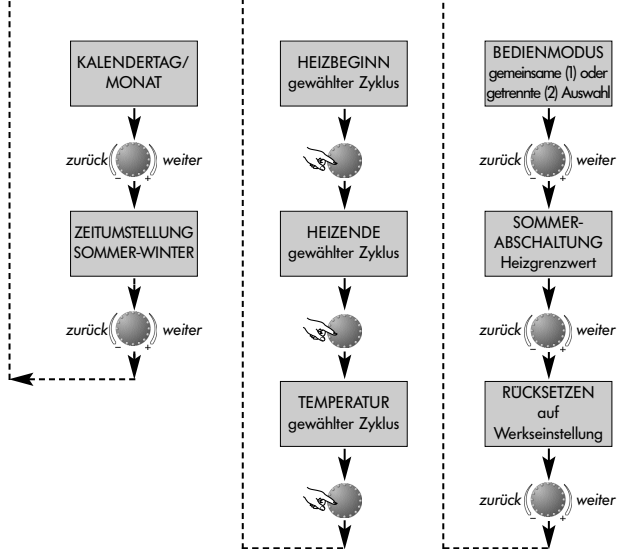 KALENDERTAG/
MONAT
zurück weiter
- +
ZEITUMSTELLUNG
SOMMER-WINTER
zurück weiter
- +
HEIZBEGINN
gewählter Zyklus
HEIZENDE
gewählter Zyklus
TEMPERATUR
gewählter Zyklus
BEDIENMODUS
gemeinsame (1) oder
getrennte (2) Auswahl
zurück weiter
- +
SOMMER-
ABSCHALTUNG
Heizgrenzwert
zurück weiter
- +
RÜCKSETZEN
auf
Werkseinstellung
zurück weiter
- +